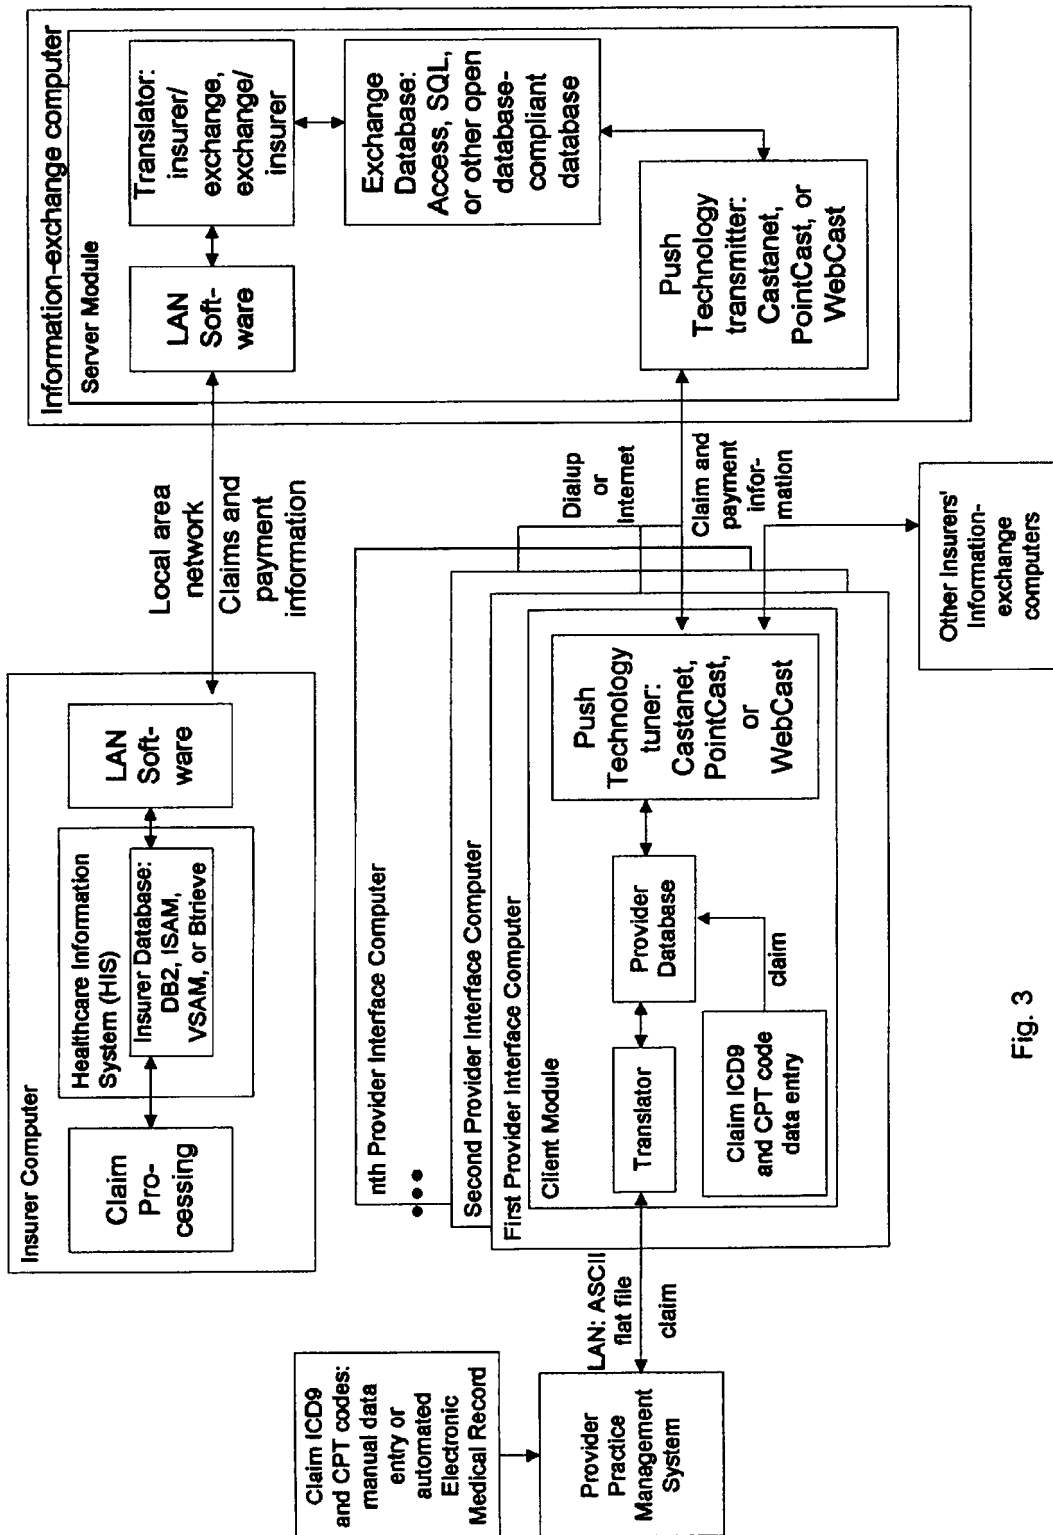 Insurer Computer
Claim
Pro-
cessing
Healthcare Information
System (HIS)
Insurer Database:
DB2, ISAM,
VSAM, or Btrieve
LAN
Soft-
ware
Local area
network
Claims and
payment
information
Information-exchange computer
Server Module
LAN
Soft-
ware
Translator:
insurer/
exchange,
exchange/
insurer
Exchange
Database:
Access, SQL,
or other open
database-
compliant
database
Push
Technology
transmitter:
Castanet,
PointCast, or
WebCast
Dialup
or
Internet
Claim and
payment
infor-
mation
nth Provider Interface Computer
Second Provider Interface Computer
First Provider Interface Computer
Client Module
Translator
Provider
Database
Push
Technology
tuner:
Castanet,
PointCast,
or
WebCast
claim
Claim ICD9
and CPT code
data entry
Other Insurers'
Information-
exchange
computers
Claim ICD9
and CPT codes:
manual data
entry or
automated
Electronic
Medical Record
LAN: ASCII
flat file
claim
Provider
Practice
Management
System
Fig. 3